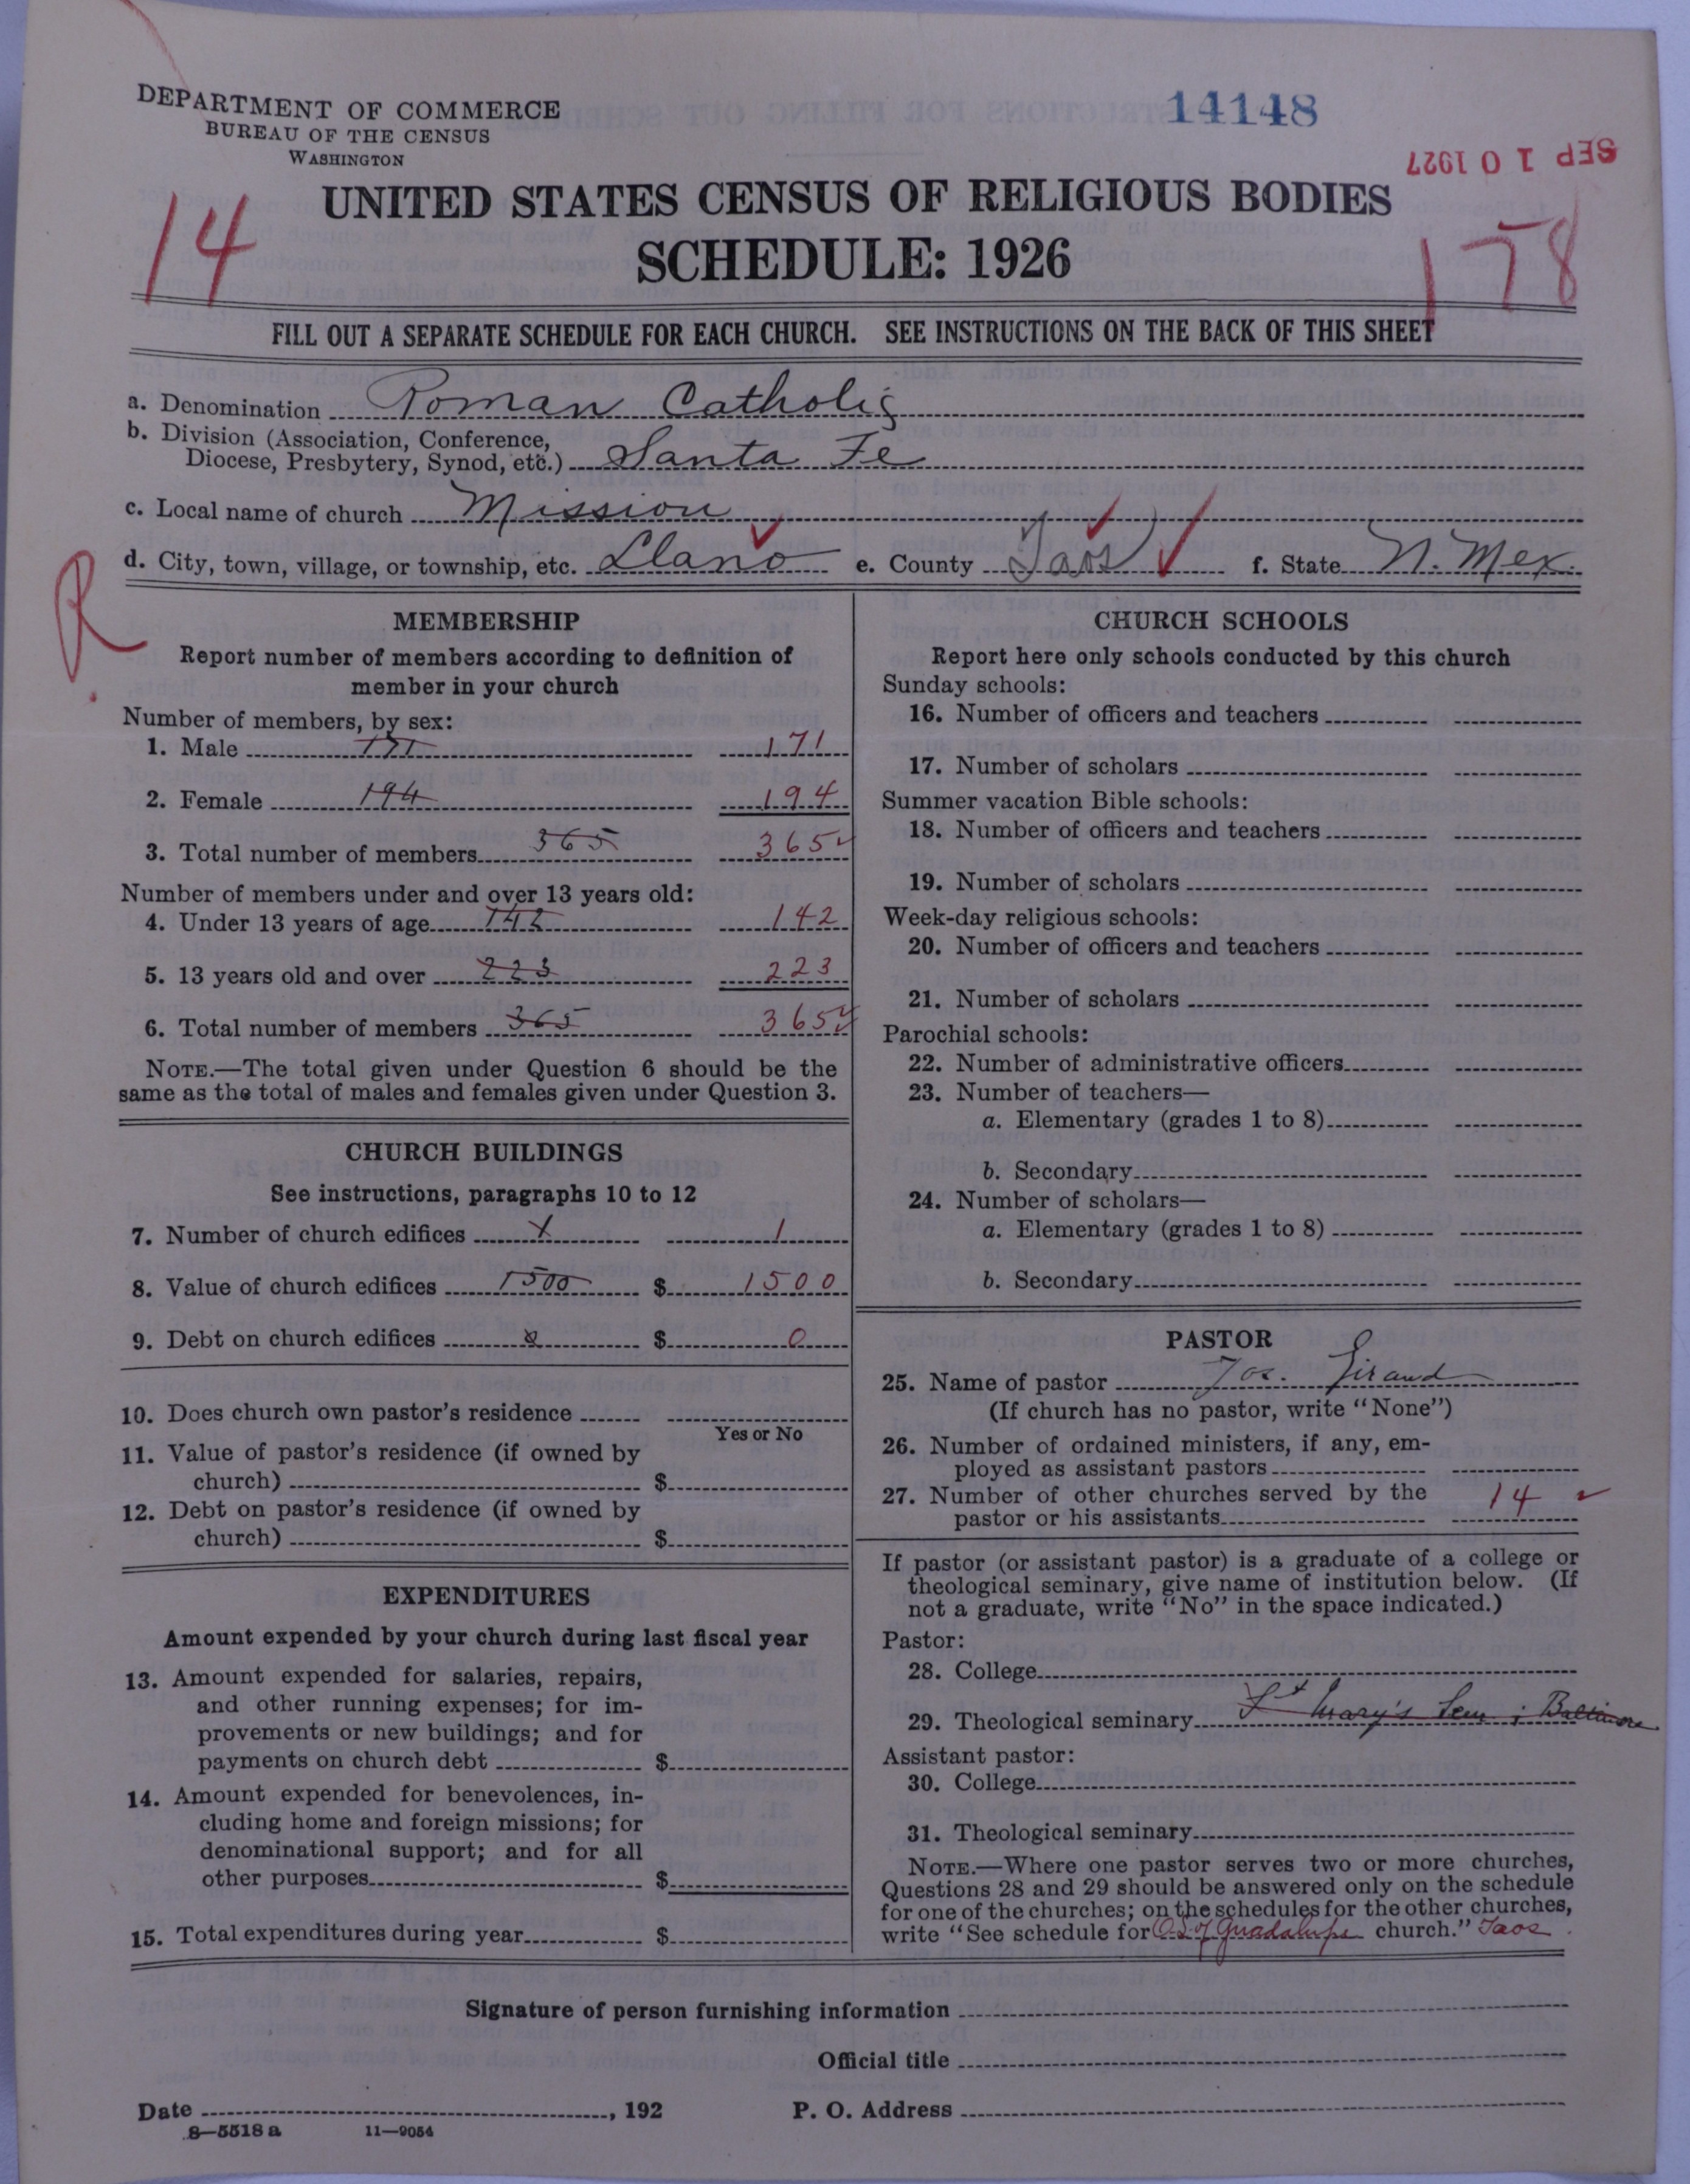 DEPARTMENT OF COMMERCE
BUREAU OF THE CENSUS
WASHINGTON
14148
SEP 10 1927
14
UNITED STATES CENSUS OF RELIGIOUS BODIES
SCHEDULE: 1926
178
FILL OUT A SEPARATE SCHEDULE FOR EACH CHURCH. SEE INSTRUCTIONS ON THE BACK OF THIS SHEET
a. Denomination Roman Catholic
b. Division (Association, Conference,
Diocese, Presbytery, Synod, etc.) Santa Fe
c. Local name of church Mission
d. City, town, village, or township, etc. Llano e. County Taos f. State N. Mex.
R.
MEMBERSHIP
Report number of members according to definition of
member in your church
Number of members, by sex:
1. Male 171 171
2. Female 194 194
3. Total number of members 365 365
Number of members under and over 13 years old:
4. Under 13 years of age 142 142
5. 13 years old and over 223 223
6. Total number of members 365 365
NOTE.—The total given under Question 6 should be the
same as the total of males and females given under Question 3.
CHURCH BUILDINGS
See instructions, paragraphs 10 to 12
7. Number of church edifices 1 1
8. Value of church edifices 1500 $ 1500
9. Debt on church edifices 0 $ 0
10. Does church own pastor's residence
Yes or No
11. Value of pastor's residence (if owned by
church) $
12. Debt on pastor's residence (if owned by
church) $
EXPENDITURES
Amount expended by your church during last fiscal year
13. Amount expended for salaries, repairs,
and other running expenses; for im-
provements or new buildings; and for
payments on church debt $
14. Amount expended for benevolences, in-
cluding home and foreign missions; for
denominational support; and for all
other purposes $
15. Total expenditures during year $
CHURCH SCHOOLS
Report here only schools conducted by this church
Sunday schools:
16. Number of officers and teachers
17. Number of scholars
Summer vacation Bible schools:
18. Number of officers and teachers
19. Number of scholars
Week-day religious schools:
20. Number of officers and teachers
21. Number of scholars
Parochial schools:
22. Number of administrative officers
23. Number of teachers—
a. Elementary (grades 1 to 8)
b. Secondary
24. Number of scholars—
a. Elementary (grades 1 to 8)
b. Secondary
PASTOR
25. Name of pastor Jos. Giraud
(If church has no pastor, write "None")
26. Number of ordained ministers, if any, em-
ployed as assistant pastors
27. Number of other churches served by the
pastor or his assistants 14
If pastor (or assistant pastor) is a graduate of a college or
theological seminary, give name of institution below. (If
not a graduate, write "No" in the space indicated.)
Pastor:
28. College
29. Theological seminary St Mary's Sem; Baltimore
Assistant pastor:
30. College
31. Theological seminary
NOTE.—Where one pastor serves two or more churches,
Questions 28 and 29 should be answered only on the schedule
for one of the churches; on the schedules for the other churches,
write "See schedule for O.L. of Guadalupe church." Taos.
Signature of person furnishing information
Official title
Date , 192
P. O. Address
8—5518 a 11—9054